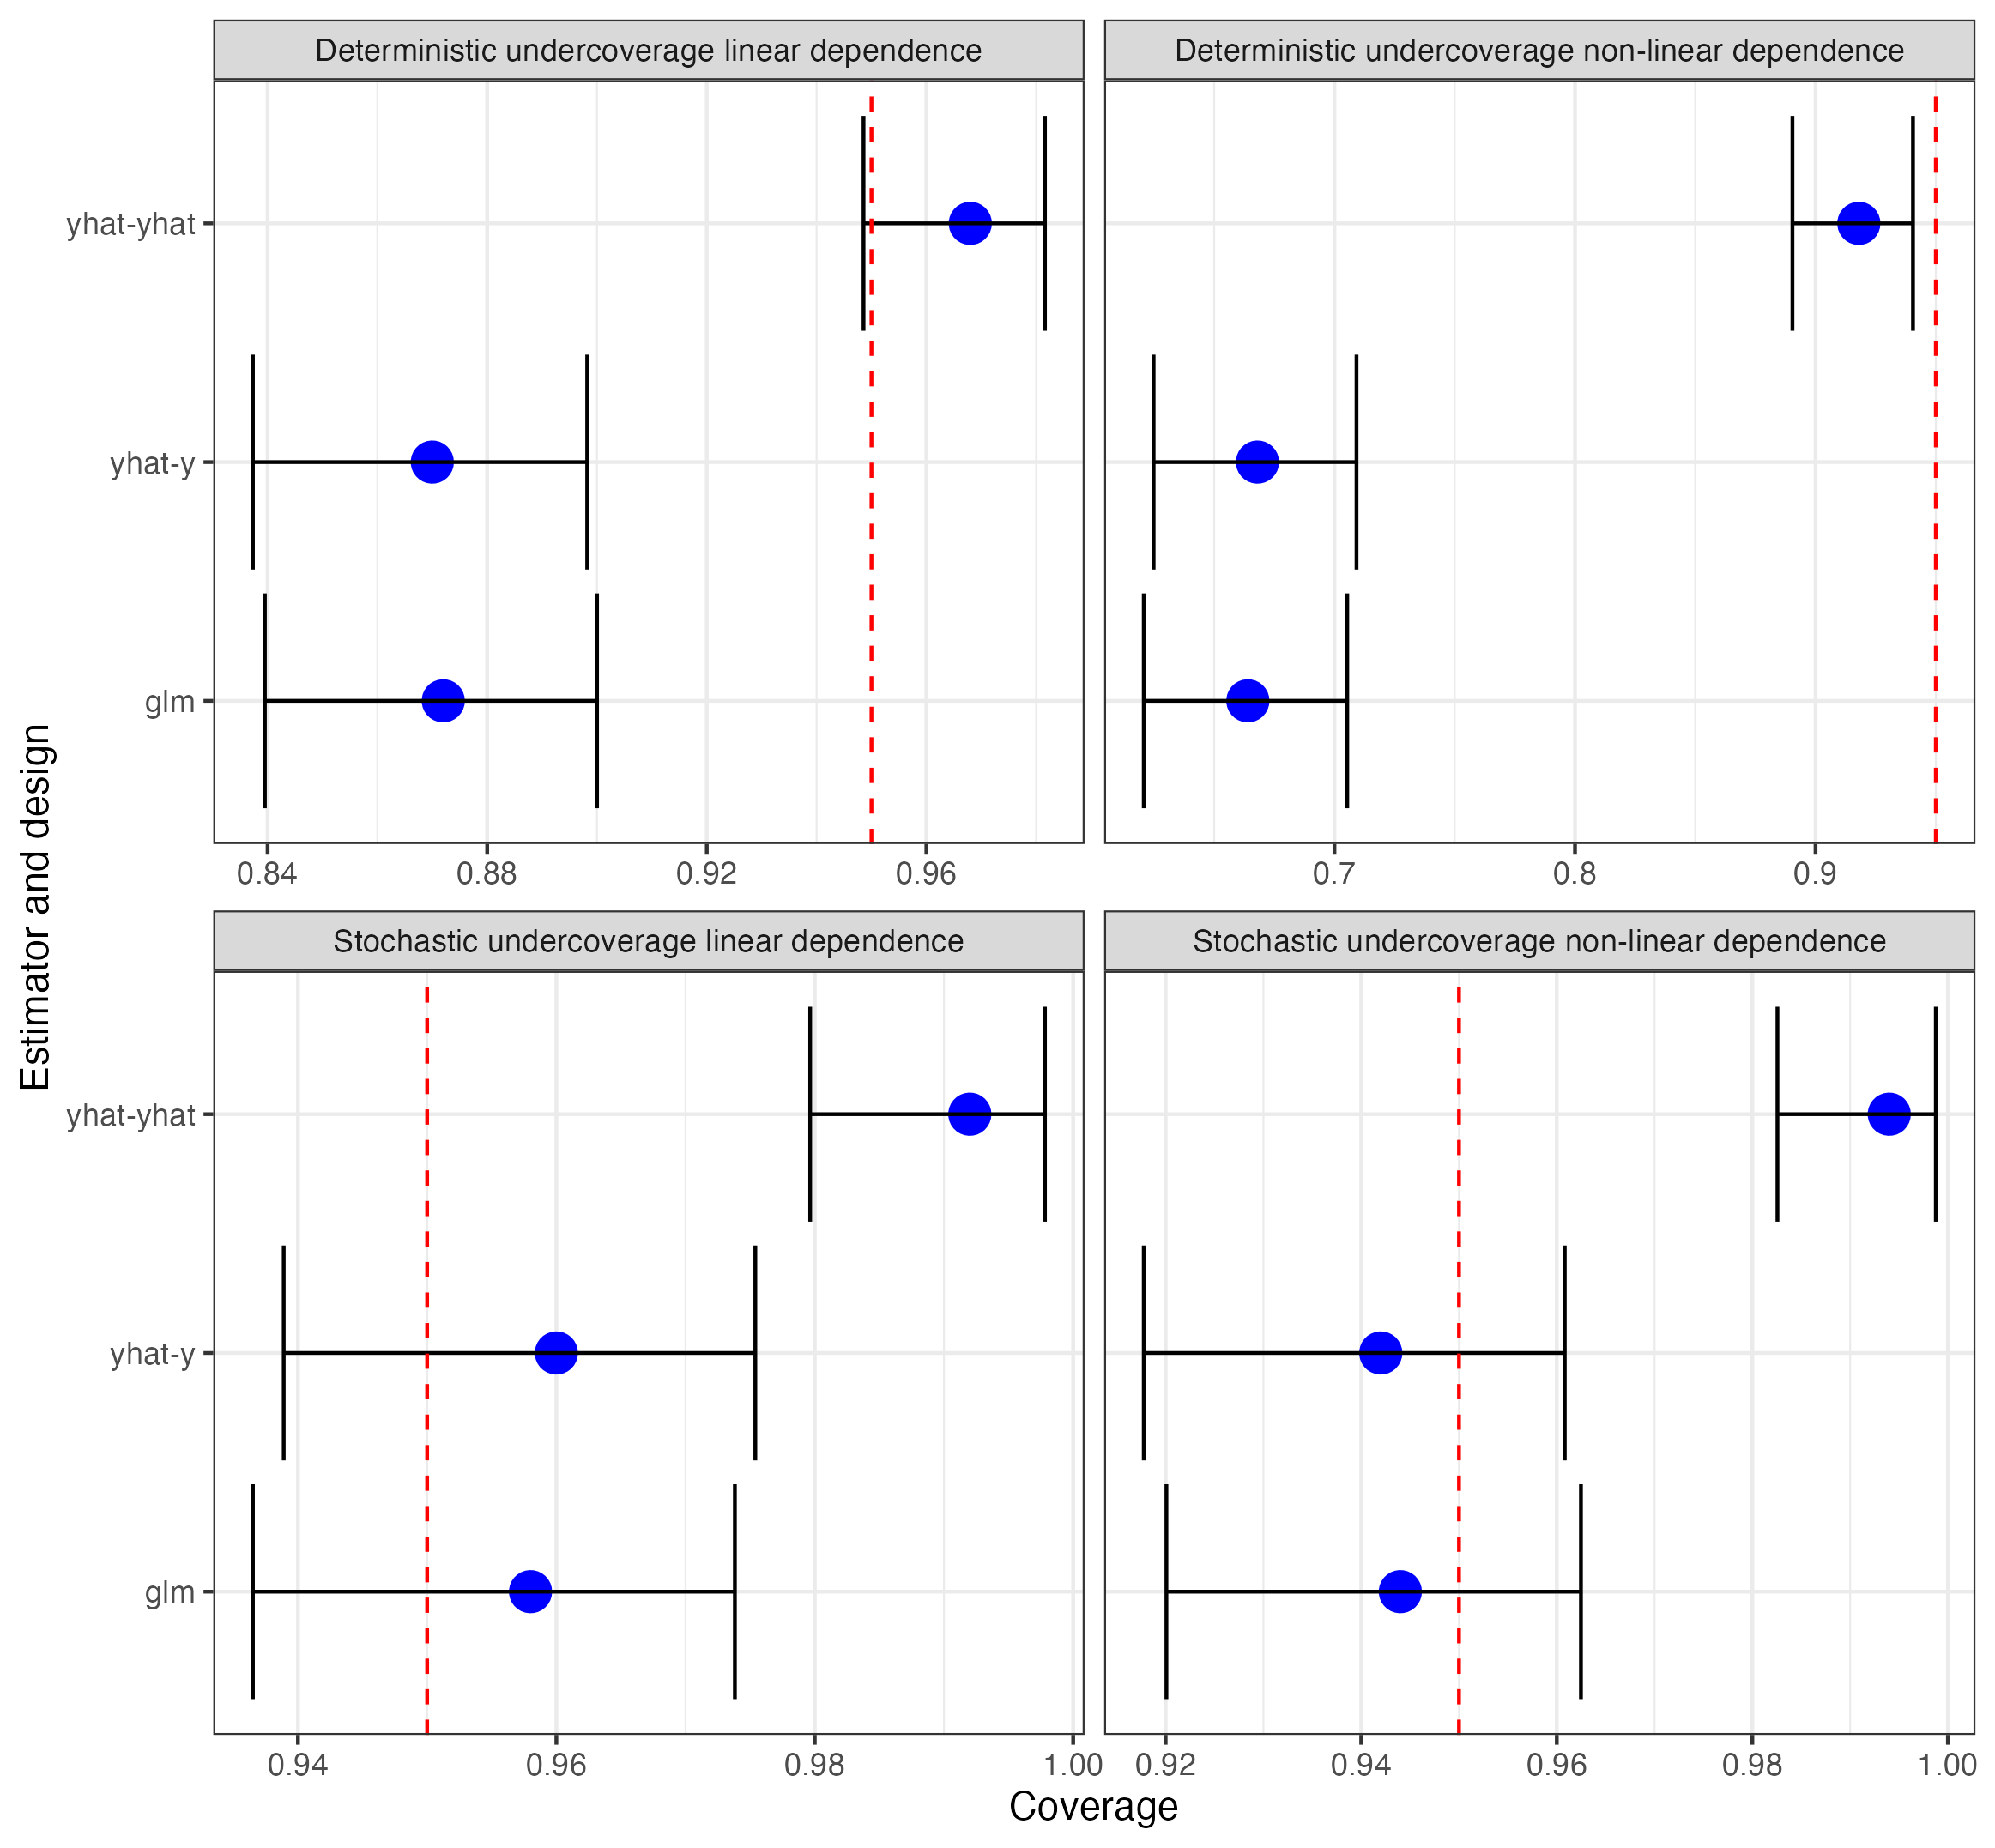 Deterministic undercoverage linear dependence
Deterministic undercoverage non-linear dependence
yhat-yhat
yhat-y
glm
0.84 0.88 0.92 0.96
0.7 0.8 0.9
Stochastic undercoverage linear dependence
Stochastic undercoverage non-linear dependence
yhat-yhat
yhat-y
glm
0.94 0.96 0.98 1.00
0.92 0.94 0.96 0.98 1.00
Coverage
Estimator and design